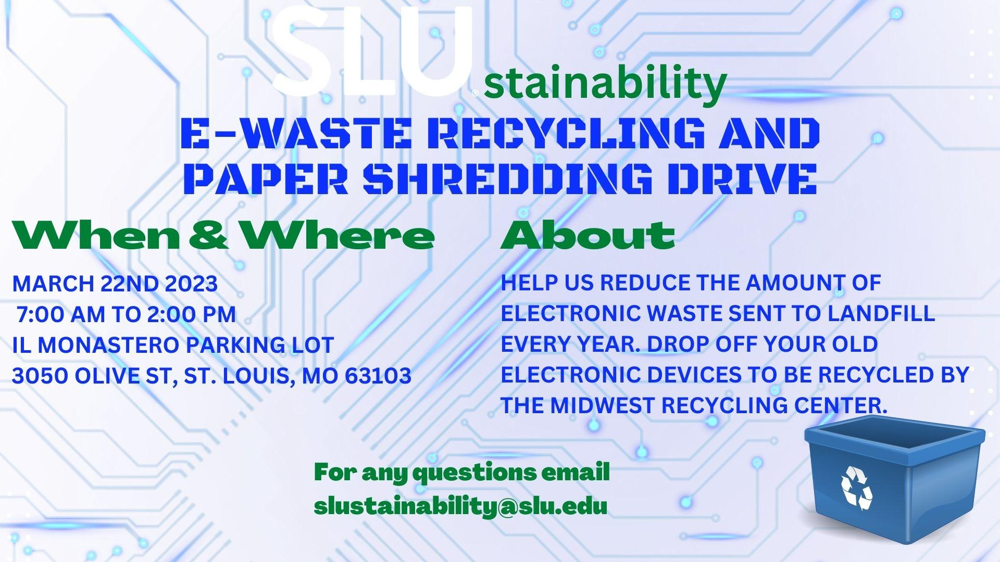 SLU®stainability
E-WASTE RECYCLING AND
PAPER SHREDDING DRIVE
When & Where
MARCH 22ND 2023
7:00 AM TO 2:00 PM
IL MONASTERO PARKING LOT
3050 OLIVE ST, ST. LOUIS, MO 63103
About
HELP US REDUCE THE AMOUNT OF
ELECTRONIC WASTE SENT TO LANDFILL
EVERY YEAR. DROP OFF YOUR OLD
ELECTRONIC DEVICES TO BE RECYCLED BY
THE MIDWEST RECYCLING CENTER.
For any questions email
slustainability@slu.edu